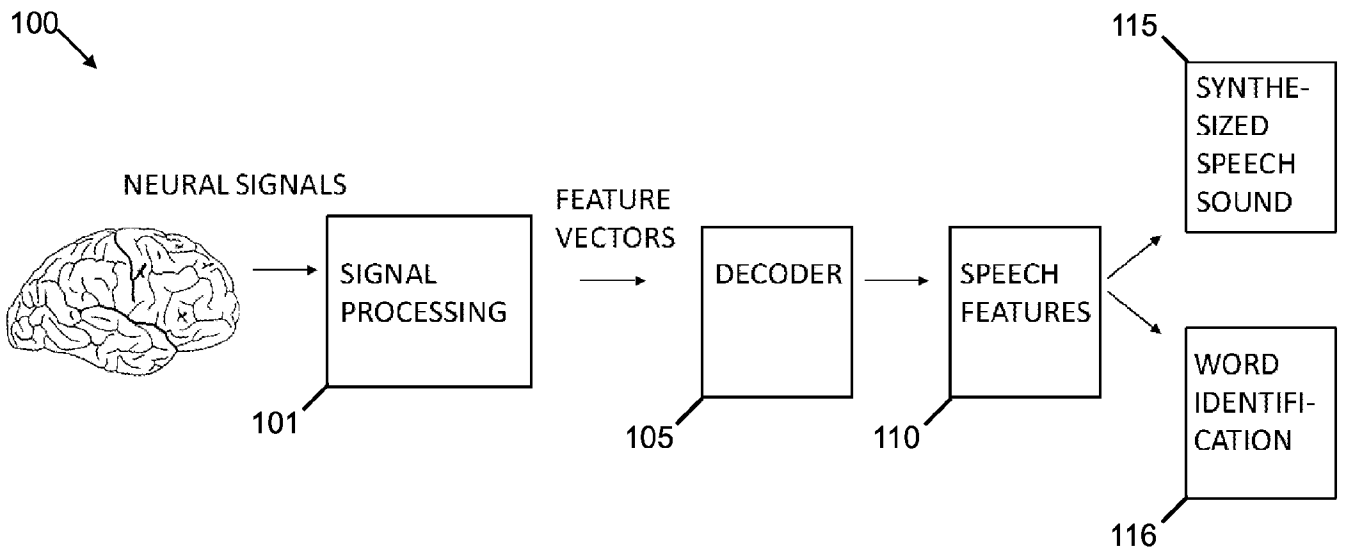 100
NEURAL SIGNALS
SIGNAL
PROCESSING
101
FEATURE
VECTORS
DECODER
105
SPEECH
FEATURES
110
115
SYNTHE-
SIZED
SPEECH
SOUND
WORD
IDENTIFI-
CATION
116